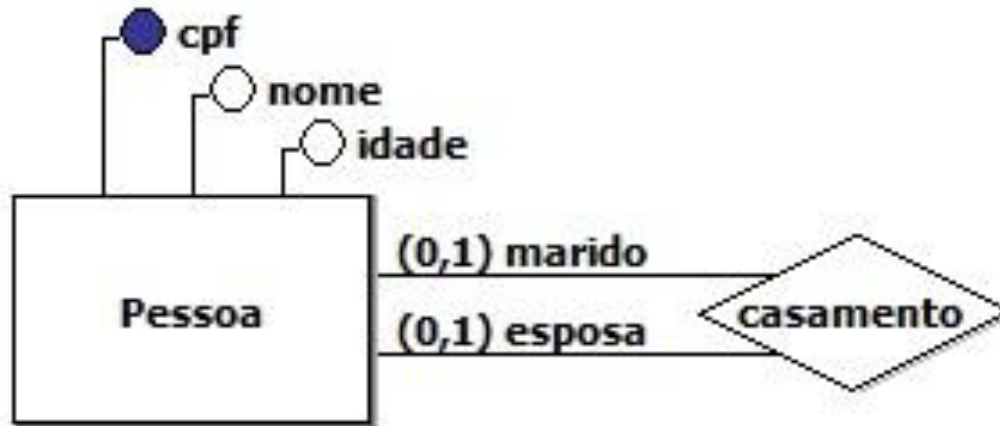 cpf
nome
idade
(0,1) marido
Pessoa
casamento
(0,1) esposa